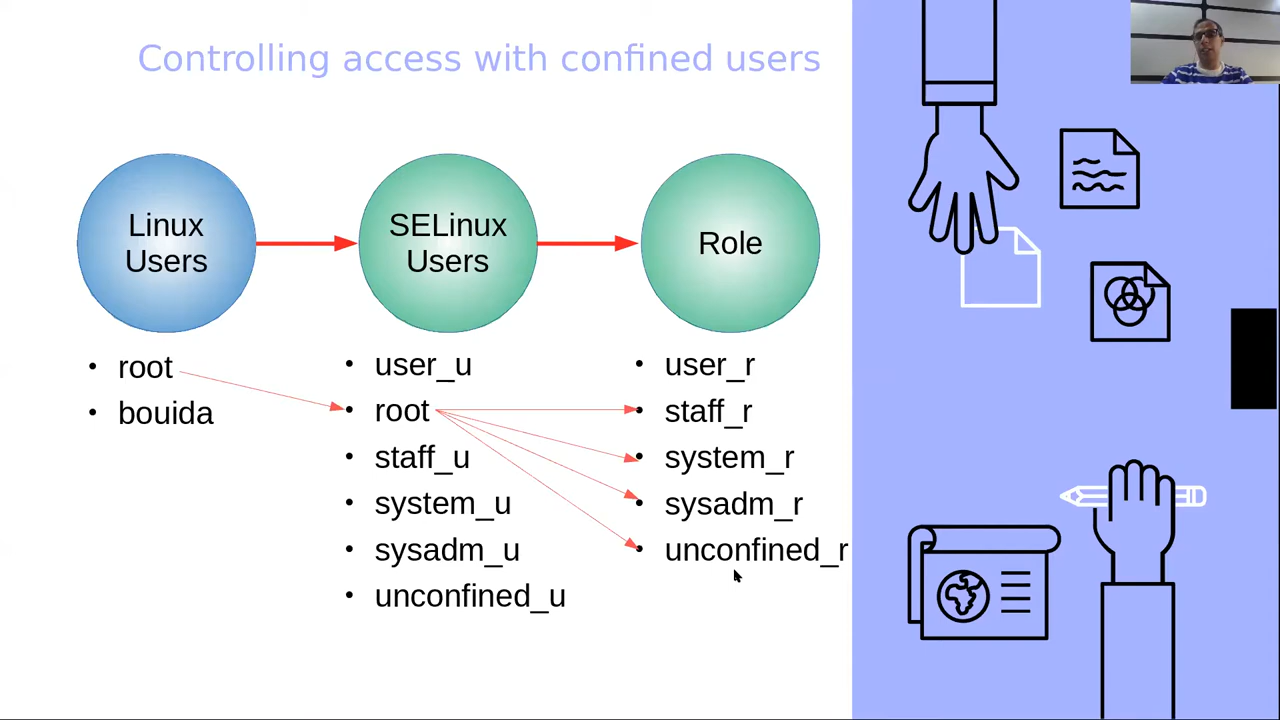 Controlling access with confined users
Linux
Users
SELinux
Users
Role
• root
• bouida
• user_u
• root
• staff_u
• system_u
• sysadm_u
• unconfined_u
• user_r
• staff_r
• system_r
• sysadm_r
• unconfined_r